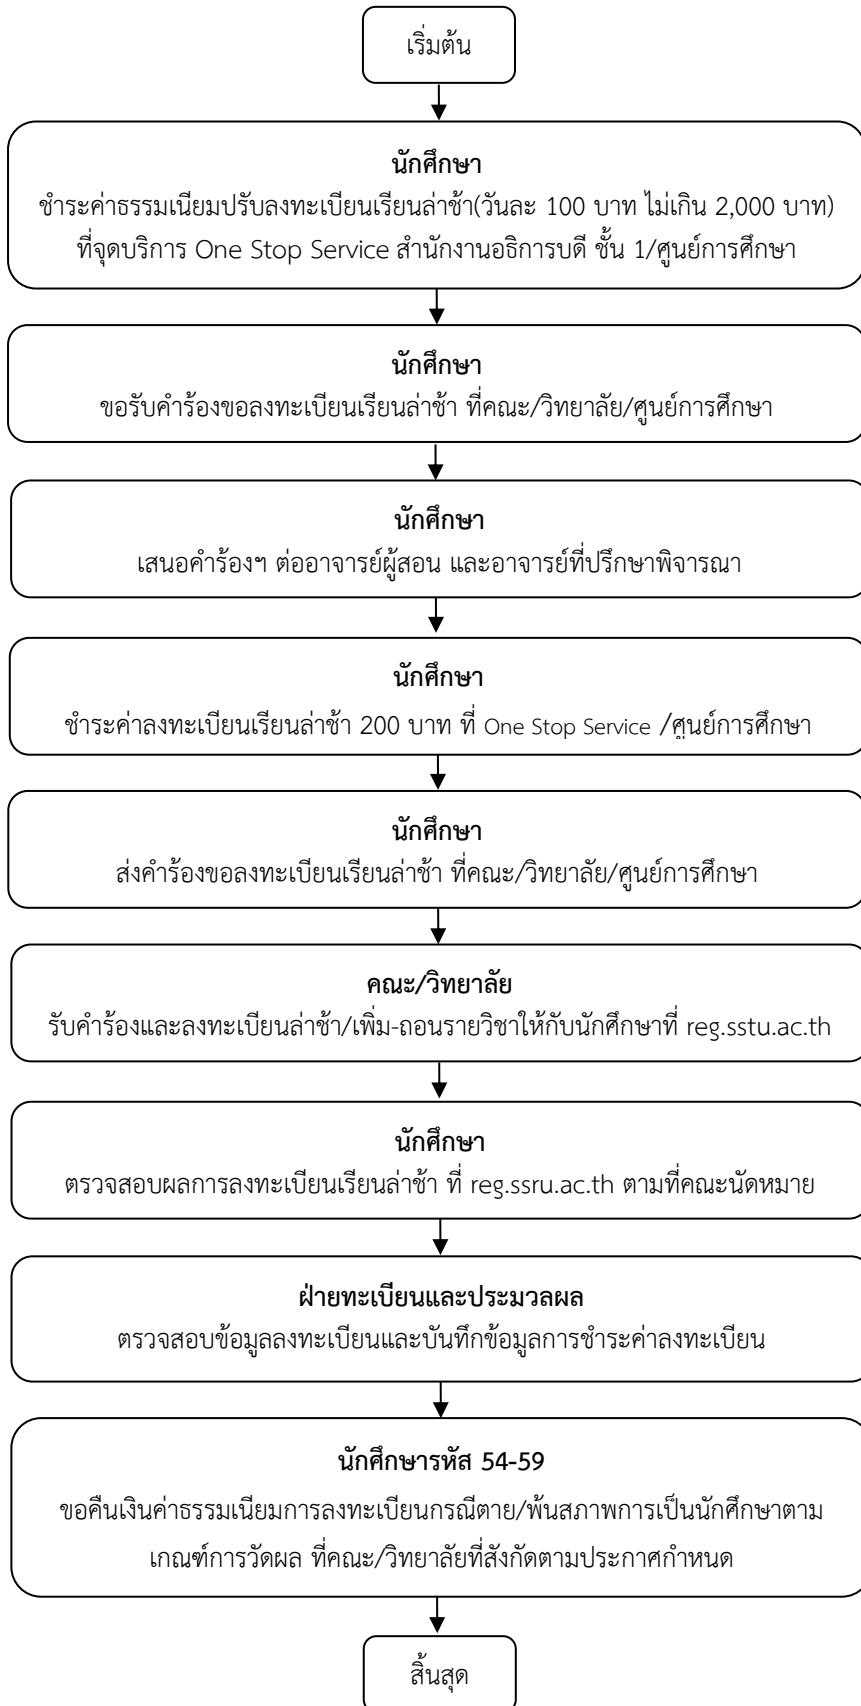 เริ่มต้น
นักศึกษา
ชำระค่าธรรมเนียมปรับลงทะเบียนเรียนล่าช้า(วันละ 100 บาท ไม่เกิน 2,000 บาท)
ที่จุดบริการ One Stop Service สำนักงานอธิการบดี ชั้น 1/ศูนย์การศึกษา
นักศึกษา
ขอรับคำร้องขอลงทะเบียนเรียนล่าช้า ที่คณะ/วิทยาลัย/ศูนย์การศึกษา
นักศึกษา
เสนอคำร้องฯ ต่ออาจารย์ผู้สอน และอาจารย์ที่ปรึกษาพิจารณา
นักศึกษา
ชำระค่าลงทะเบียนเรียนล่าช้า 200 บาท ที่ One Stop Service /ศูนย์การศึกษา
นักศึกษา
ส่งคำร้องขอลงทะเบียนเรียนล่าช้า ที่คณะ/วิทยาลัย/ศูนย์การศึกษา
คณะ/วิทยาลัย
รับคำร้องและลงทะเบียนล่าช้า/เพิ่ม-ถอนรายวิชาให้กับนักศึกษาที่ reg.sstu.ac.th
นักศึกษา
ตรวจสอบผลการลงทะเบียนเรียนล่าช้า ที่ reg.ssru.ac.th ตามที่คณะนัดหมาย
ฝ่ายทะเบียนและประมวลผล
ตรวจสอบข้อมูลลงทะเบียนและบันทึกข้อมูลการชำระค่าลงทะเบียน
นักศึกษารหัส 54-59
ขอคืนเงินค่าธรรมเนียมการลงทะเบียนกรณีตาย/พ้นสภาพการเป็นนักศึกษาตาม
เกณฑ์การวัดผล ที่คณะ/วิทยาลัยที่สังกัดตามประกาศกำหนด
สิ้นสุด